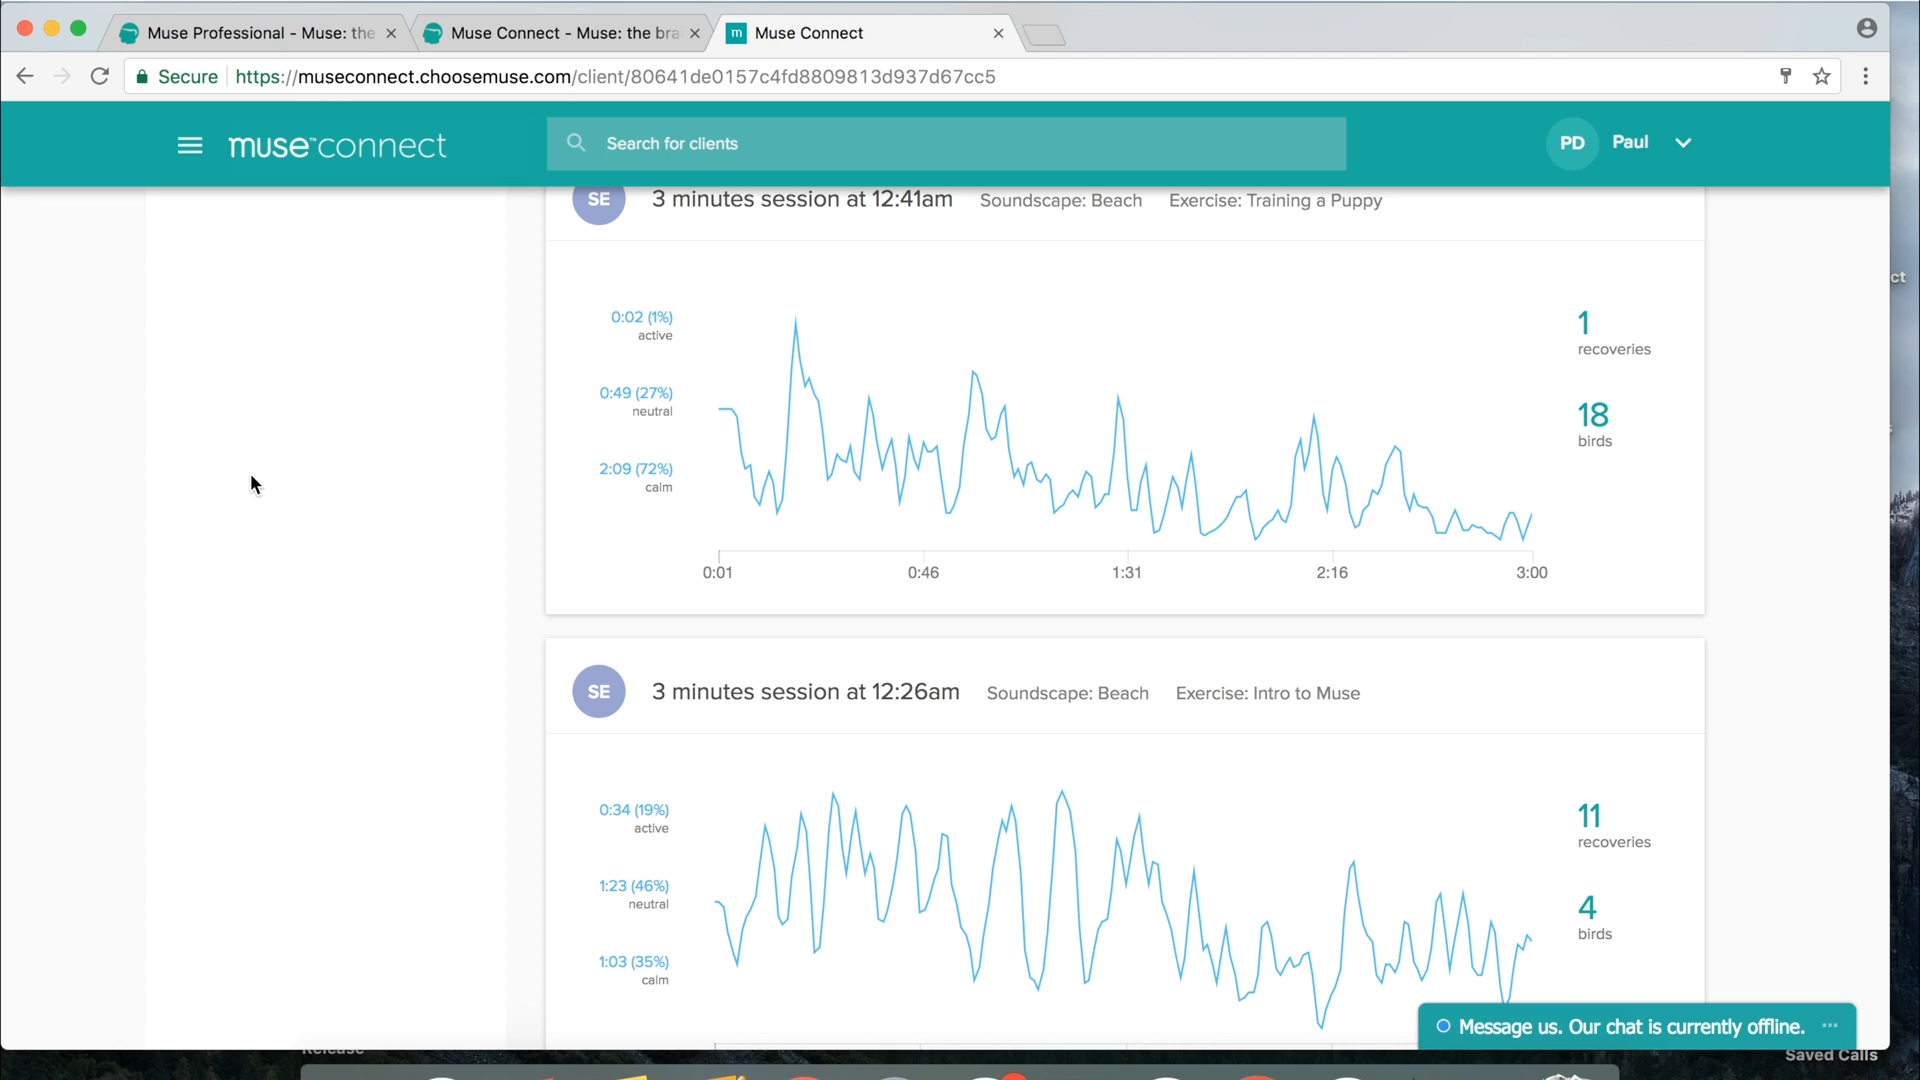 Muse Professional - Muse: the
Muse Connect - Muse: the bra
m Muse Connect
Secure https://museconnect.choosemuse.com/client/80641de0157c4fd8809813d937d67cc5
muse™connect
Search for clients
PD Paul
SE 3 minutes session at 12:41am Soundscape: Beach Exercise: Training a Puppy
0:02 (1%)
active
0:49 (27%)
neutral
2:09 (72%)
calm
1
recoveries
18
birds
0:01 0:46 1:31 2:16 3:00
SE 3 minutes session at 12:26am Soundscape: Beach Exercise: Intro to Muse
0:34 (19%)
active
1:23 (46%)
neutral
1:03 (35%)
calm
11
recoveries
4
birds
Message us. Our chat is currently offline.
ct
Release
Saved Calls